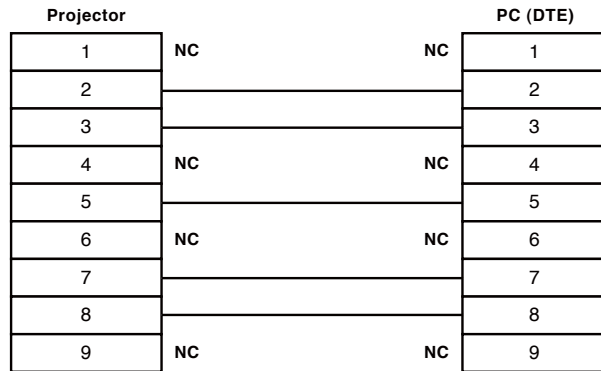 Projector PC (DTE)
1 NC NC 1
2 2
3 3
4 NC NC 4
5 5
6 NC NC 6
7 7
8 8
9 NC NC 9